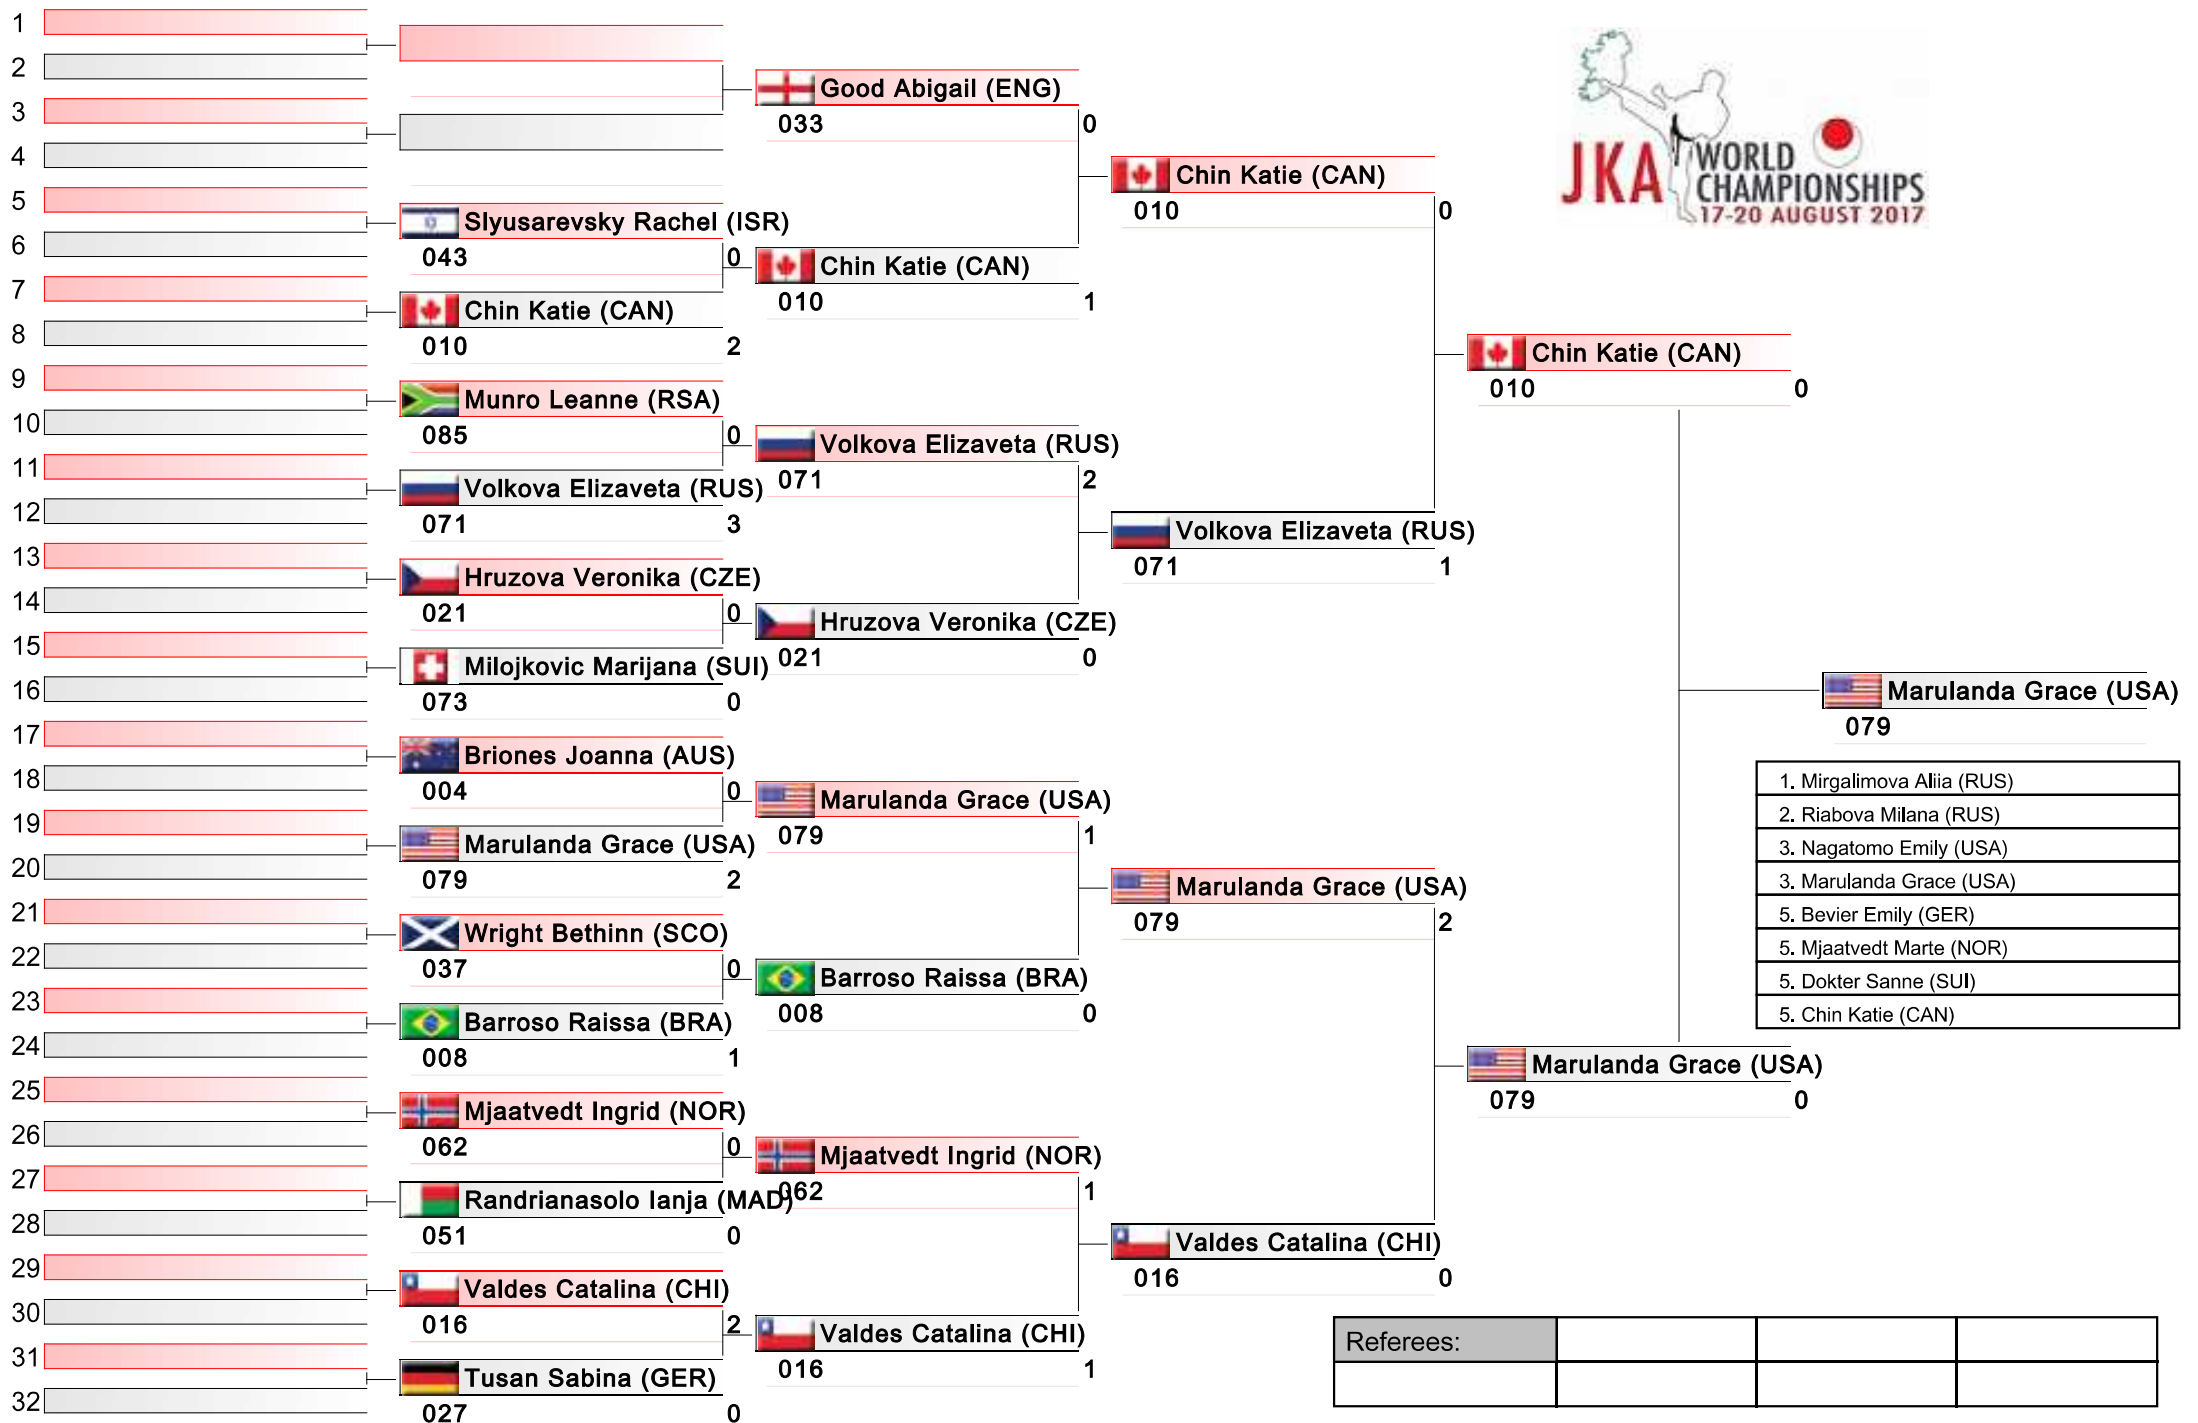 1
2
3
4
5
6
7
8
9
10
11
12
13
14
15
16
17
18
19
20
21
22
23
24
25
26
27
28
29
30
31
32
Slyusarevsky Rachel (ISR)
043 0
Chin Katie (CAN)
010 2
Munro Leanne (RSA)
085 0
Volkova Elizaveta (RUS)
071 3
Hruzova Veronika (CZE)
021 0
Milojkovic Marijana (SUI)
073 0
Briones Joanna (AUS)
004 0
Marulanda Grace (USA)
079 2
Wright Bethinn (SCO)
037 0
Barroso Raissa (BRA)
008 1
Mjaatvedt Ingrid (NOR)
062 0
Randrianasolo Ianja (MAD)
051 0
Valdes Catalina (CHI)
016 2
Tusan Sabina (GER)
027 0
Good Abigail (ENG)
033 0
Chin Katie (CAN)
010 1
Volkova Elizaveta (RUS)
071 2
Hruzova Veronika (CZE)
021 0
Marulanda Grace (USA)
079 1
Barroso Raissa (BRA)
008 0
Mjaatvedt Ingrid (NOR)
062 1
Valdes Catalina (CHI)
016 1
Chin Katie (CAN)
010 0
Volkova Elizaveta (RUS)
071 1
Marulanda Grace (USA)
079 2
Valdes Catalina (CHI)
016 0
Chin Katie (CAN)
010 0
Marulanda Grace (USA)
079 0
Marulanda Grace (USA)
079
JKA WORLD
CHAMPIONSHIPS
17-20 AUGUST 2017
1. Mirgalimova Aliia (RUS)
2. Riabova Milana (RUS)
3. Nagatomo Emily (USA)
3. Marulanda Grace (USA)
5. Bevier Emily (GER)
5. Mjaatvedt Marte (NOR)
5. Dokter Sanne (SUI)
5. Chin Katie (CAN)
Referees: